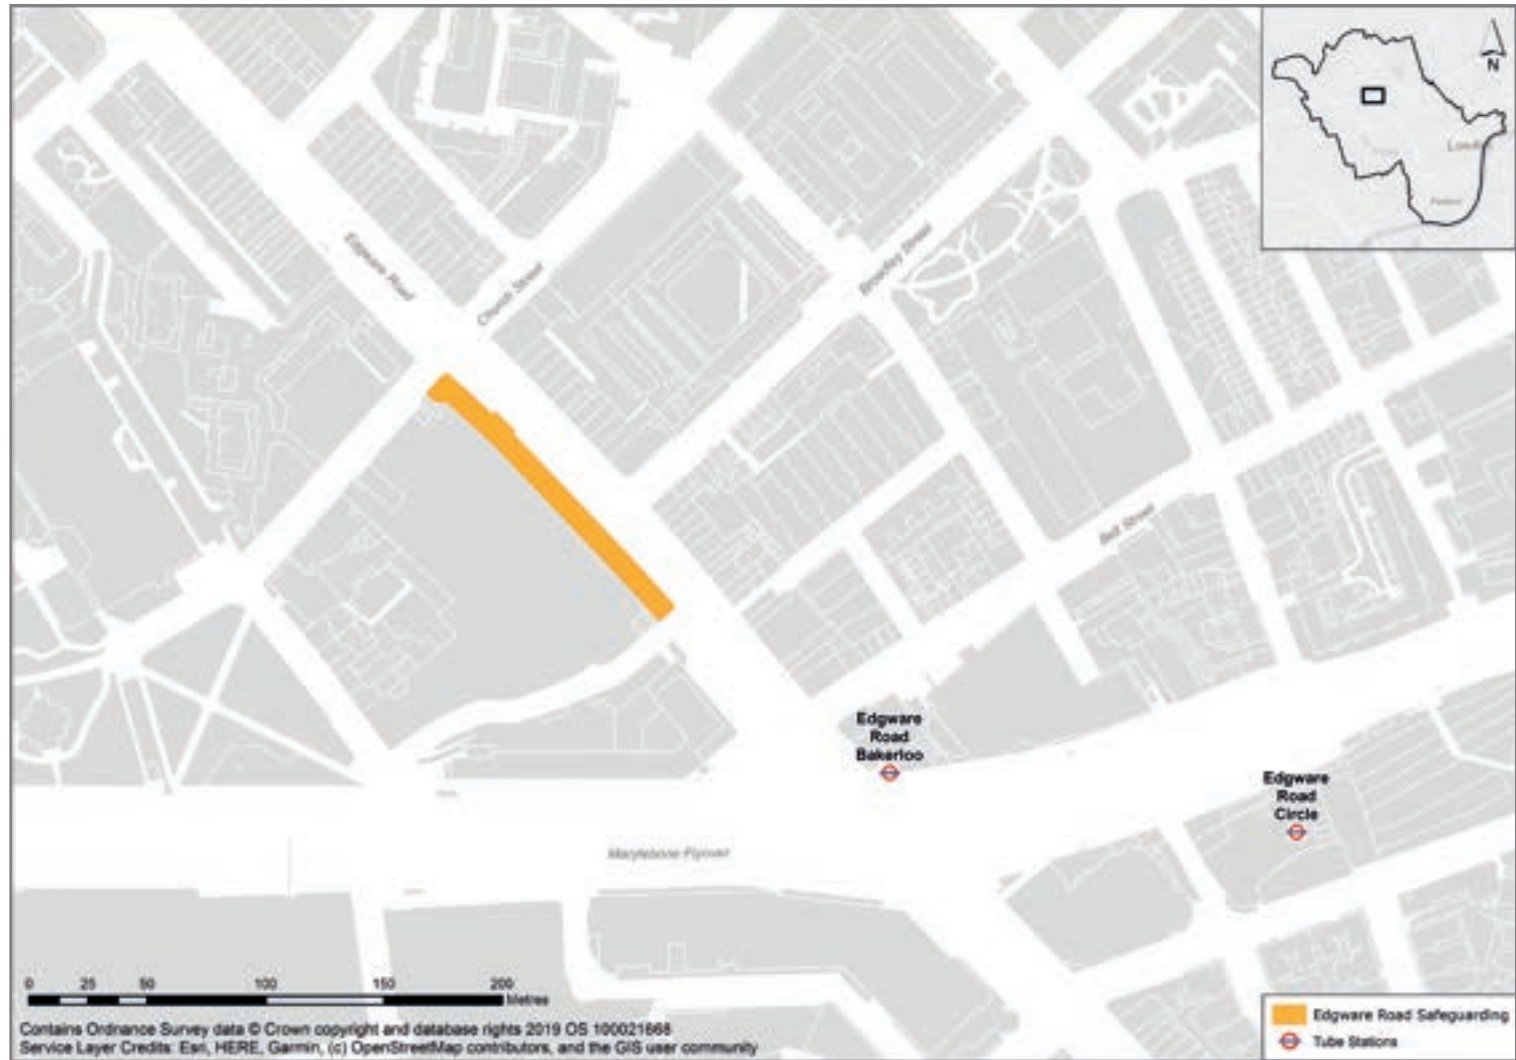 N
Edgware Road
Church Street
Broadley Street
Bell Street
Edgware
Road
Bakerloo
Edgware
Road
Circle
Marylebone Flyover
0 25 50 100 150 200
Metres
Contains Ordnance Survey data © Crown copyright and database rights 2019 OS 100021668
Service Layer Credits: Esri, HERE, Garmin, (c) OpenStreetMap contributors, and the GIS user community
Edgware Road Safeguarding
Tube Stations